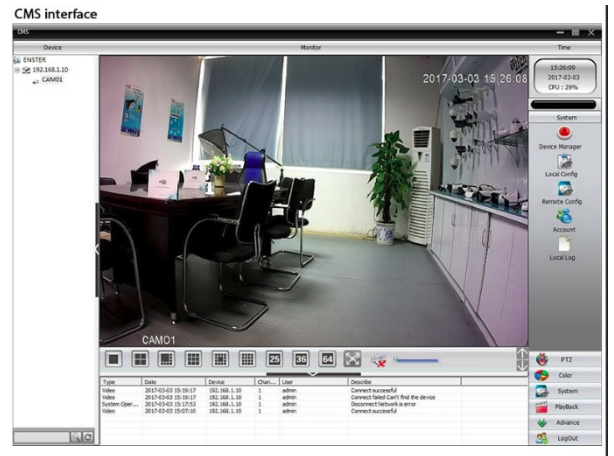 CMS interface
CMS
Device
Monitor
Time
ENSTER
192.168.1.10
CAM01
2017-03-03 15:26:08
CAM01
15:26:09
2017-03-03
CPU : 29%
System
Device Manager
Local Config
Remote Config
Account
Local Log
25 36 64
PTZ
Color
System
PlayBack
Advance
LogOut
Type Date Device Chan... User Describe
Video 2017-03-03 15:19:17 192.168.1.10 1 admin Connect successful
Video 2017-03-03 15:19:17 192.168.1.10 1 admin Connect failed Can't find the device
System Oper... 2017-03-03 15:17:53 192.168.1.10 1 admin Disconnect Network is error
Video 2017-03-03 15:07:10 192.168.1.10 1 admin Connect successful